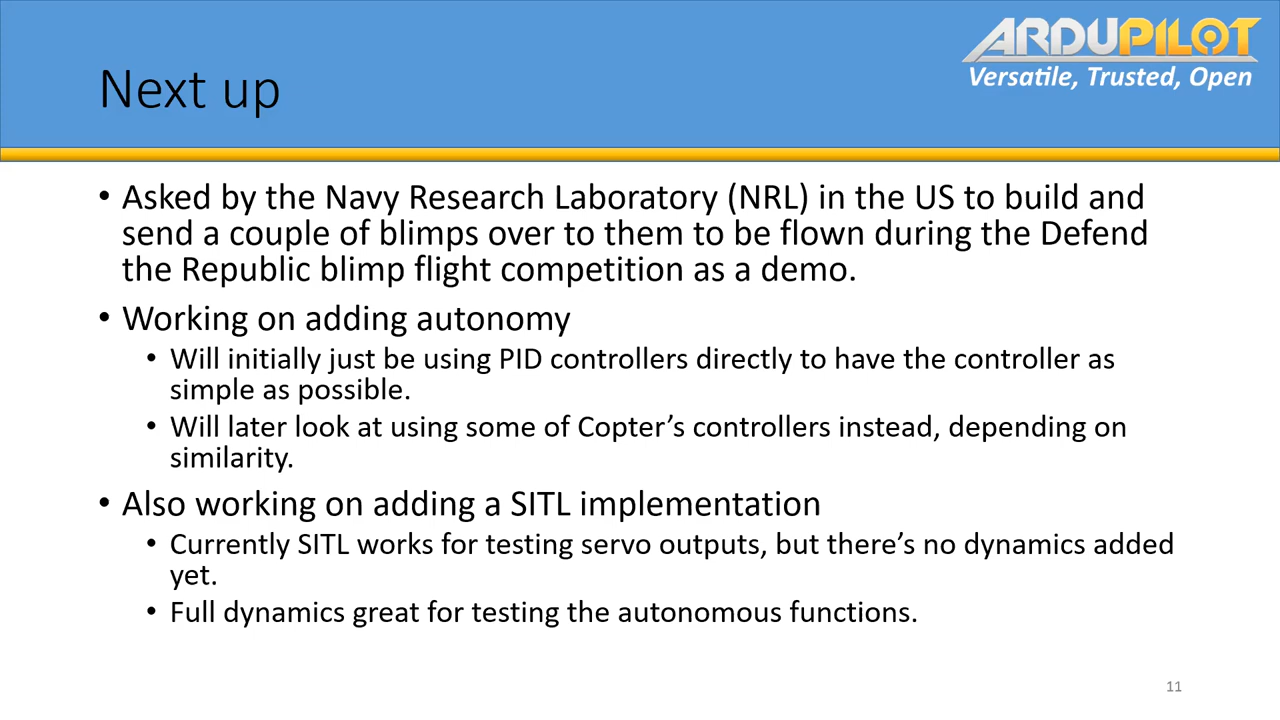 Next up
ARDUPILOT
Versatile, Trusted, Open
• Asked by the Navy Research Laboratory (NRL) in the US to build and
send a couple of blimps over to them to be flown during the Defend
the Republic blimp flight competition as a demo.
• Working on adding autonomy
• Will initially just be using PID controllers directly to have the controller as
simple as possible.
• Will later look at using some of Copter’s controllers instead, depending on
similarity.
• Also working on adding a SITL implementation
• Currently SITL works for testing servo outputs, but there’s no dynamics added
yet.
• Full dynamics great for testing the autonomous functions.
11